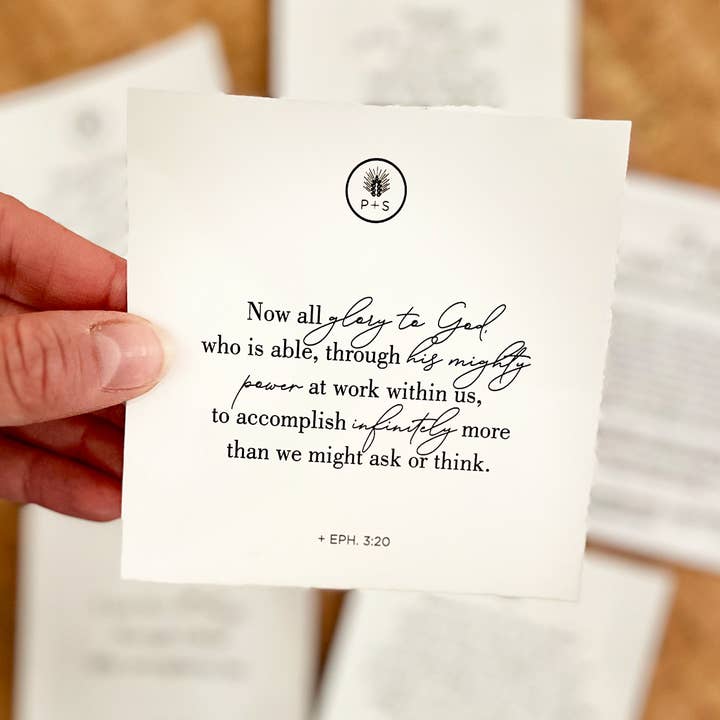 P+S
Now all glory to God,
who is able, through his mighty
power at work within us,
to accomplish infinitely more
than we might ask or think.
+ EPH. 3:20